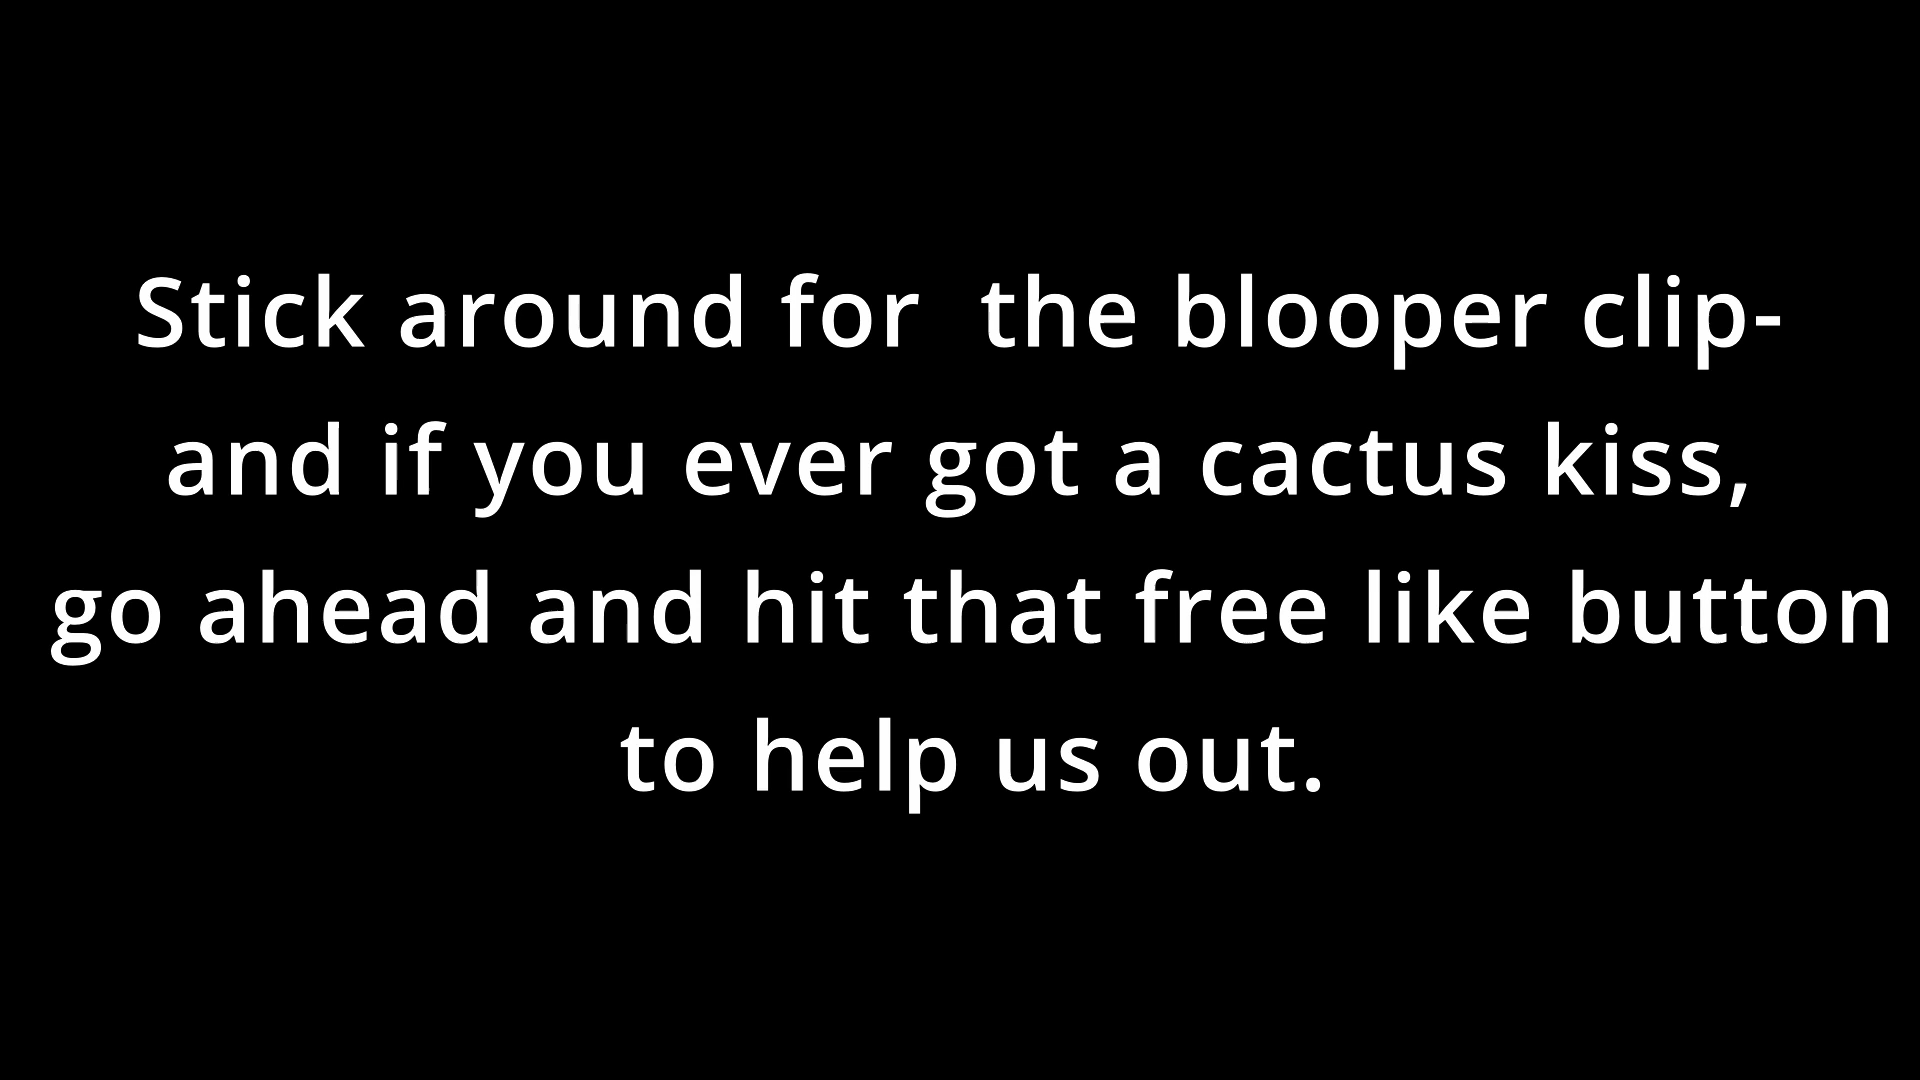 Stick around for  the blooper clip-
and if you ever got a cactus kiss,
go ahead and hit that free like button
to help us out.